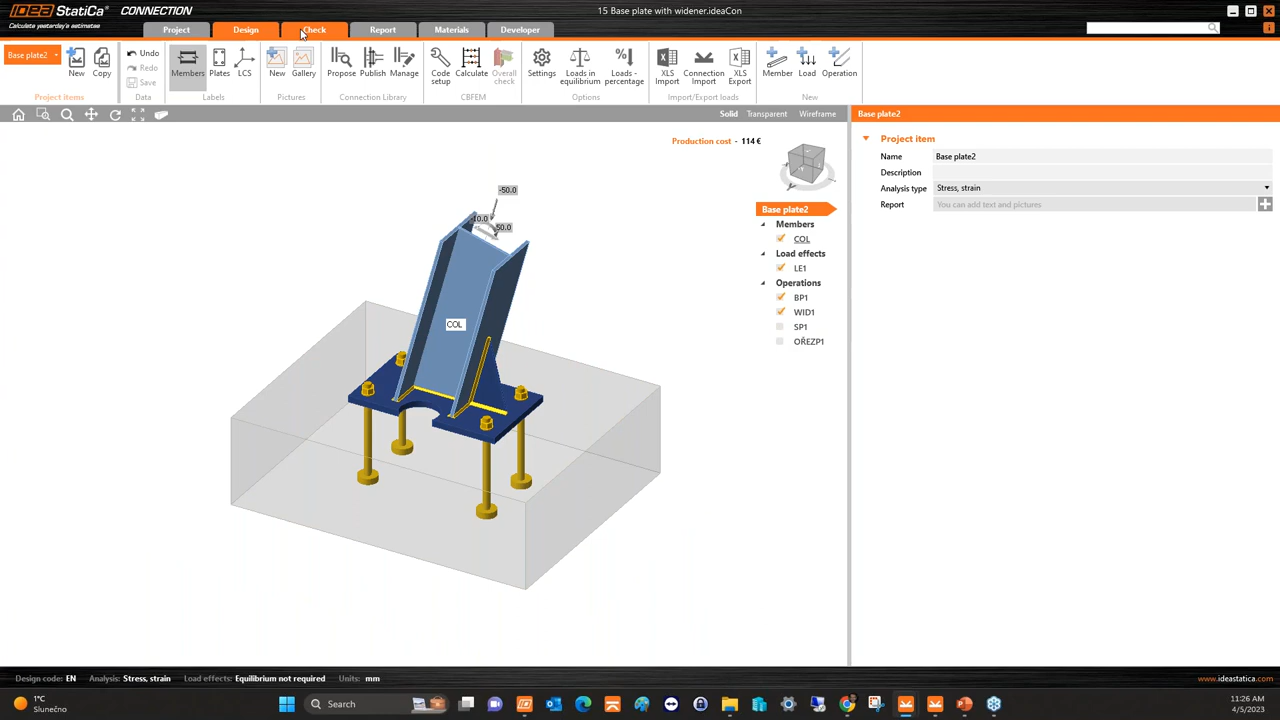 IDEA StatiCa® CONNECTION
Calculate yesterday's estimates
15 Base plate with widener.ideaCon
Project Design Check Report Materials Developer
Base plate2 New Copy Undo Redo Save Members Plates LCS New Gallery Propose Publish Manage Code setup Calculate Overall check Settings Loads in equilibrium Loads - percentage XLS Import Connection Import XLS Export Member Load Operation
Project items Data Labels Pictures Connection Library CBFEM Options Import/Export loads New
Solid Transparent Wireframe
Base plate2
Production cost - 114 €
Project item
Name Base plate2
Description
Analysis type Stress, strain
Report You can add text and pictures
-50.0
50.0
COL
Base plate2
Members
COL
Load effects
LE1
Operations
BP1
WID1
SP1
OŘEZP1
Design code: EN Analysis: Stress, strain Load effects: Equilibrium not required Units: mm
www.ideastatica.com
1°C
Slunečno
Search
11:26 AM
4/5/2023